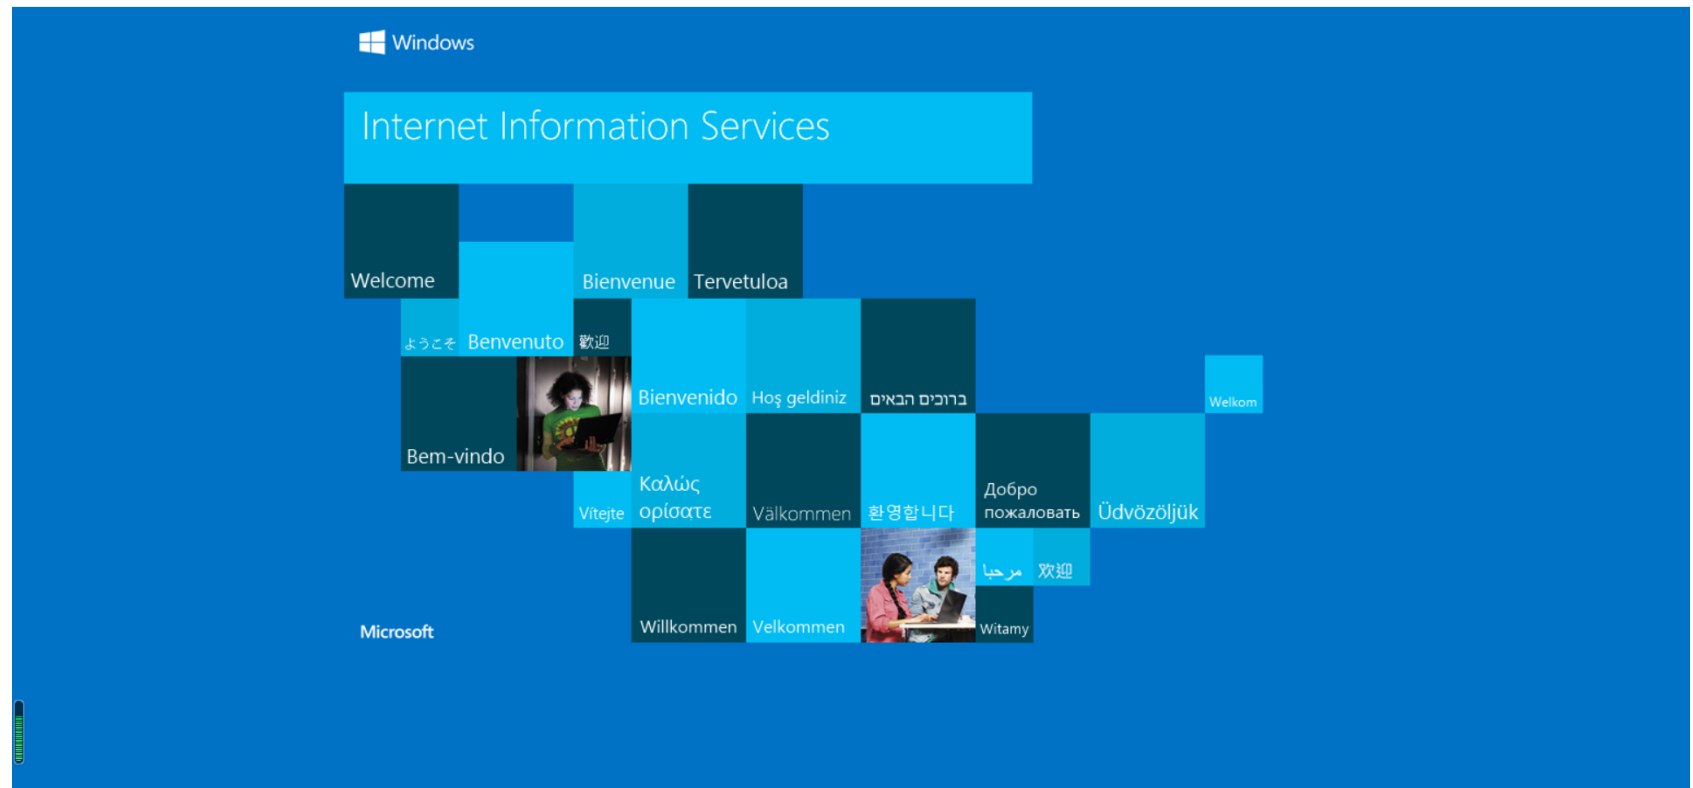 Windows
Internet Information Services
Welcome
Bienvenue
Tervetuloa
ようこそ
Benvenuto
歡迎
Bienvenido
Hoş geldiniz
ברוכים הבאים
Welkom
Bem-vindo
Vítejte
Καλώς
ορίσατε
Välkommen
환영합니다
Добро
пожаловать
Üdvözöljük
مرحبا
欢迎
Willkommen
Velkommen
Witamy
Microsoft